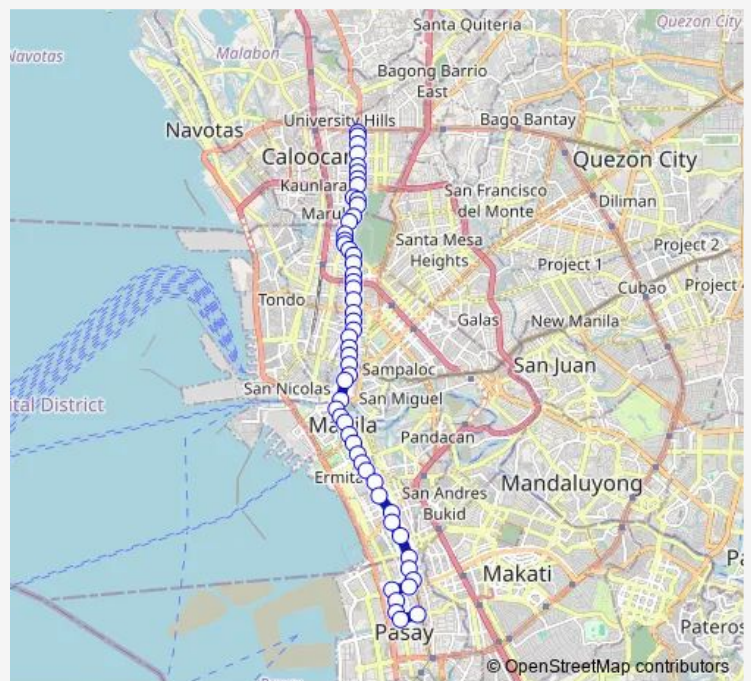 Santa Quiteria
Quezon City
Navotas
Malabon
Bagong Barrio
East
University Hills
Bago Bantay
Navotas
Caloocan
Quezon City
Kaunlara
San Francisco
del Monte
Diliman
Maru
Santa Mesa
Heights
Project 2
Project 1
Cubao
Project 4
Tondo
Galas
New Manila
Sampaloc
San Juan
San Nicolas
San Miguel
ital District
Manila
Pandacan
Ermita
San Andres
Bukid
Mandaluyong
Pa
Makati
Pasay
Pateros
© OpenStreetMap contributors